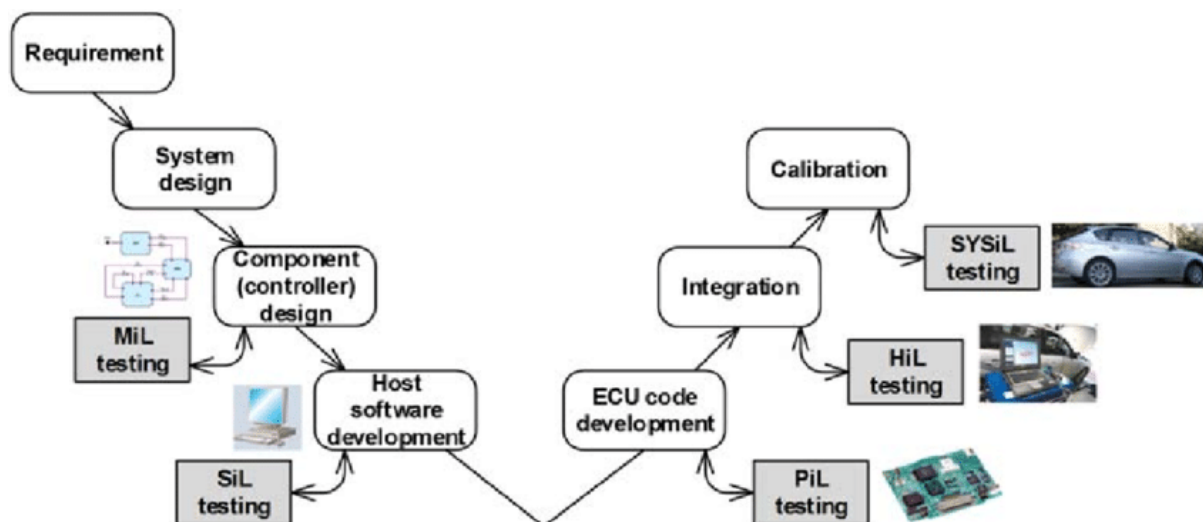 Requirement
System
design
Component
(controller)
design
MiL
testing
Host
software
development
SiL
testing
Calibration
SYSiL
testing
Integration
HiL
testing
ECU code
development
PiL
testing